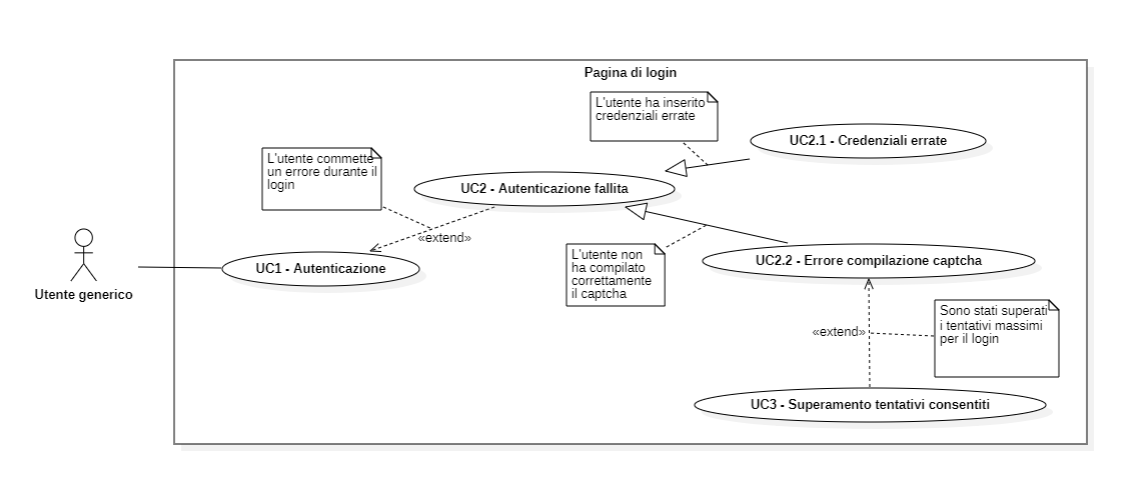 Pagina di login
L'utente ha inserito
credenziali errate
UC2.1 - Credenziali errate
L'utente commette
un errore durante il
login
UC2 - Autenticazione fallita
«extend»
L'utente non
ha compilato
correttamente
il captcha
UC2.2 - Errore compilazione captcha
UC1 - Autenticazione
Utente generico
Sono stati superati
i tentativi massimi
per il login
«extend»
UC3 - Superamento tentativi consentiti